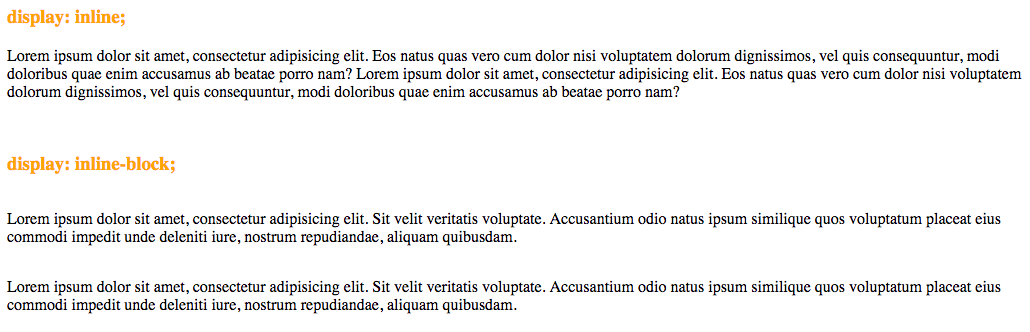 display: inline;
Lorem ipsum dolor sit amet, consectetur adipisicing elit. Eos natus quas vero cum dolor nisi voluptatem dolorum dignissimos, vel quis consequuntur, modi
doloribus quae enim accusamus ab beatae porro nam? Lorem ipsum dolor sit amet, consectetur adipisicing elit. Eos natus quas vero cum dolor nisi voluptatem
dolorum dignissimos, vel quis consequuntur, modi doloribus quae enim accusamus ab beatae porro nam?
display: inline-block;
Lorem ipsum dolor sit amet, consectetur adipisicing elit. Sit velit veritatis voluptate. Accusantium odio natus ipsum similique quos voluptatum placeat eius
commodi impedit unde deleniti iure, nostrum repudiandae, aliquam quibusdam.
Lorem ipsum dolor sit amet, consectetur adipisicing elit. Sit velit veritatis voluptate. Accusantium odio natus ipsum similique quos voluptatum placeat eius
commodi impedit unde deleniti iure, nostrum repudiandae, aliquam quibusdam.